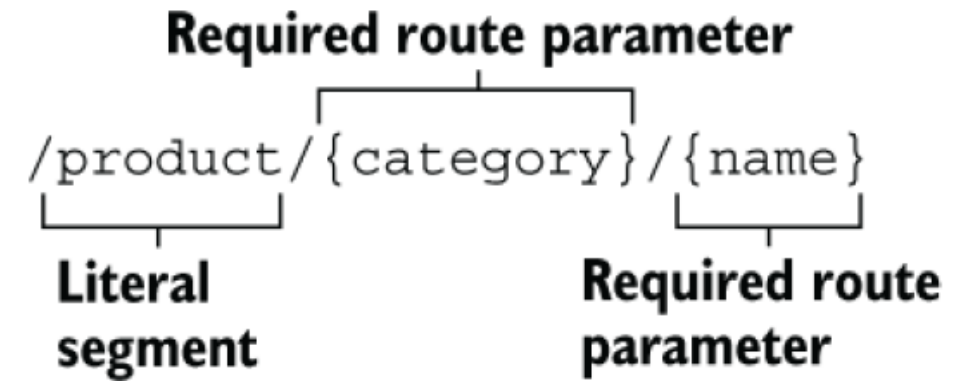 Required route parameter
/product/{category}/{name}
Literal
segment
Required route
parameter